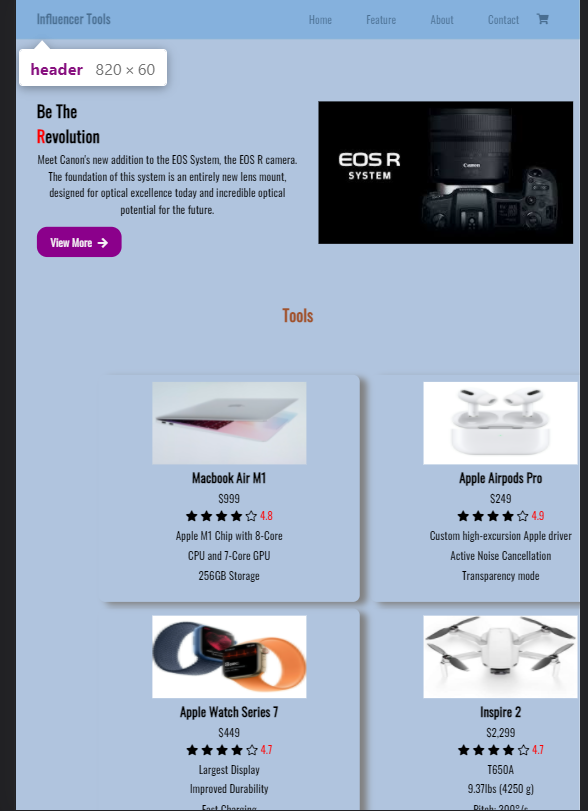 Influencer Tools
Home Feature About Contact
header 820 × 60
Be The
Revolution
Meet Canon's new addition to the EOS System, the EOS R camera.
The foundation of this system is an entirely new lens mount,
designed for optical excellence today and incredible optical
potential for the future.
View More
EOS R
SYSTEM
Canon
Tools
Macbook Air M1
$999
4.8
Apple M1 Chip with 8-Core
CPU and 7-Core GPU
256GB Storage
Apple Airpods Pro
$249
4.9
Custom high-excursion Apple driver
Active Noise Cancellation
Transparency mode
Apple Watch Series 7
$449
4.7
Largest Display
Improved Durability
Fast Charging
Inspire 2
$2,299
4.7
T650A
9.37lbs (4250 g)
Pitch: 300°/s